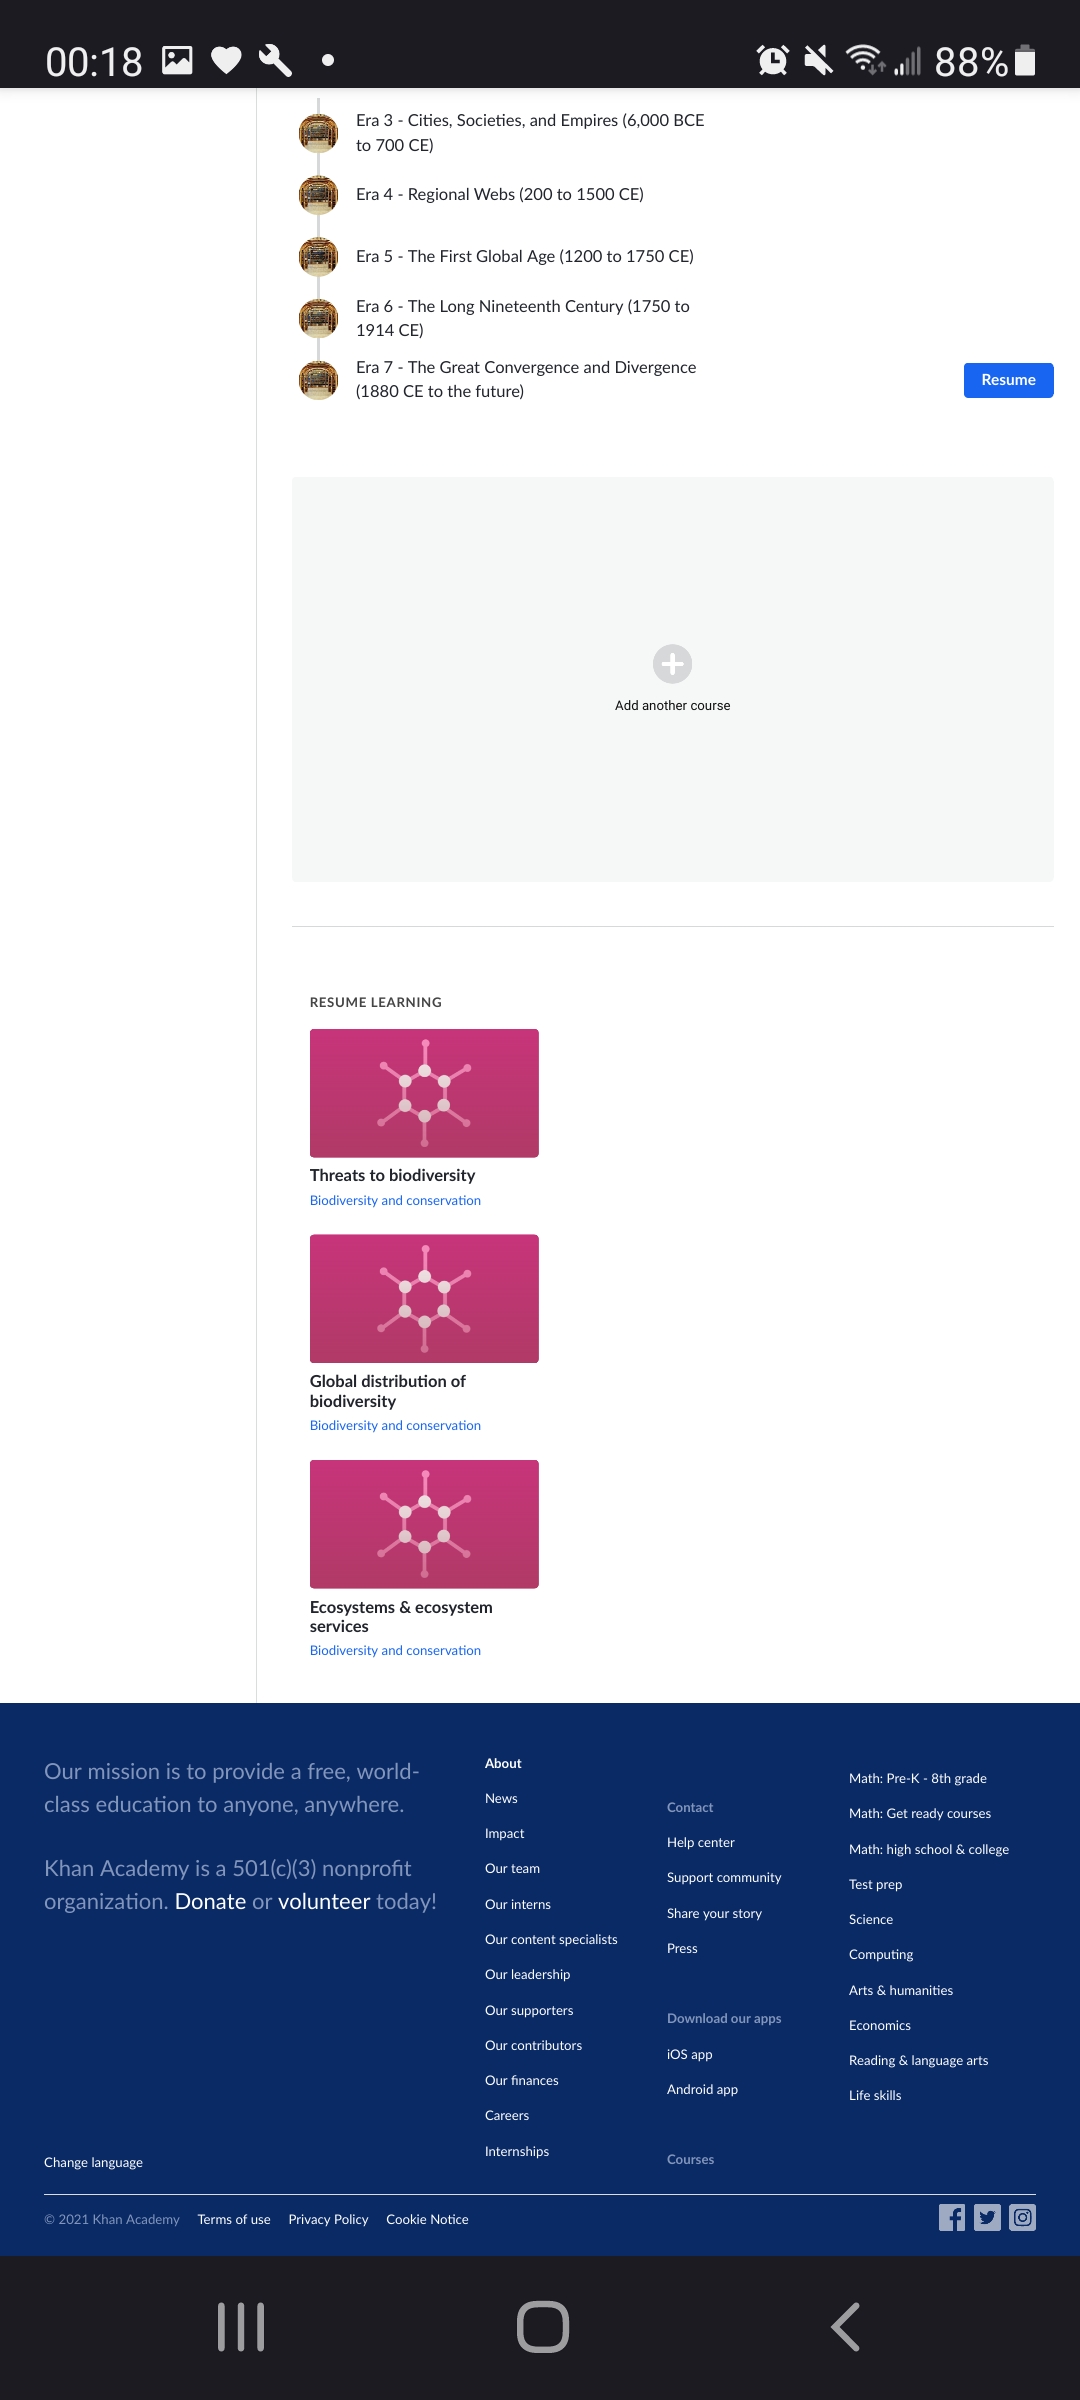 00:18
88%
Era 3 - Cities, Societies, and Empires (6,000 BCE
to 700 CE)
Era 4 - Regional Webs (200 to 1500 CE)
Era 5 - The First Global Age (1200 to 1750 CE)
Era 6 - The Long Nineteenth Century (1750 to
1914 CE)
Era 7 - The Great Convergence and Divergence
(1880 CE to the future)
Resume
Add another course
RESUME LEARNING
Threats to biodiversity
Biodiversity and conservation
Global distribution of
biodiversity
Biodiversity and conservation
Ecosystems & ecosystem
services
Biodiversity and conservation
Our mission is to provide a free, world-
class education to anyone, anywhere.
Khan Academy is a 501(c)(3) nonprofit
organization. Donate or volunteer today!
About
News
Impact
Our team
Our interns
Our content specialists
Our leadership
Our supporters
Our contributors
Our finances
Careers
Internships
Contact
Help center
Support community
Share your story
Press
Download our apps
iOS app
Android app
Courses
Math: Pre-K - 8th grade
Math: Get ready courses
Math: high school & college
Test prep
Science
Computing
Arts & humanities
Economics
Reading & language arts
Life skills
Change language
© 2021 Khan Academy
Terms of use
Privacy Policy
Cookie Notice